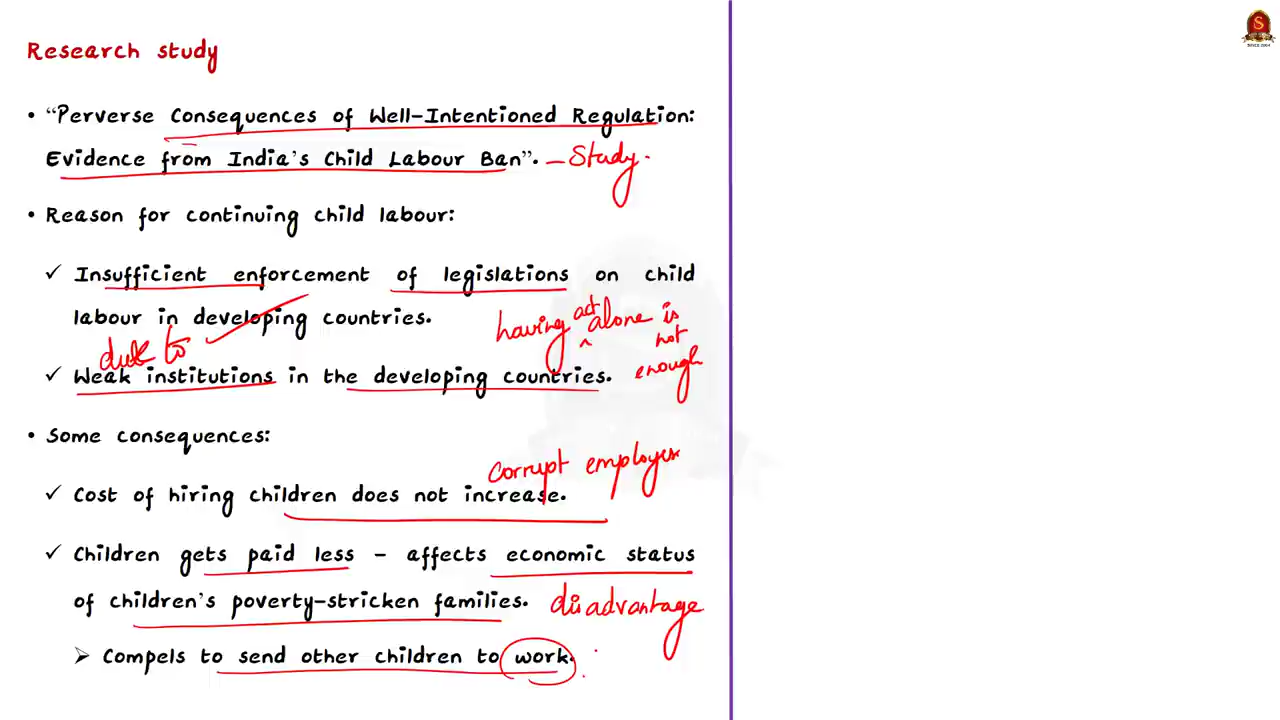 Research study
• “Perverse Consequences of Well-Intentioned Regulation:
Evidence from India’s Child Labour Ban”. – Study.
• Reason for continuing child labour:
✓ Insufficient enforcement of legislations on child
labour in developing countries.
having act alone is
not
enough
due to
✓ Weak institutions in the developing countries.
• Some consequences:
corrupt employer
✓ Cost of hiring children does not increase.
✓ Children gets paid less – affects economic status
of children’s poverty-stricken families. disadvantage
➢ Compels to send other children to work.
S
SINCE 2004